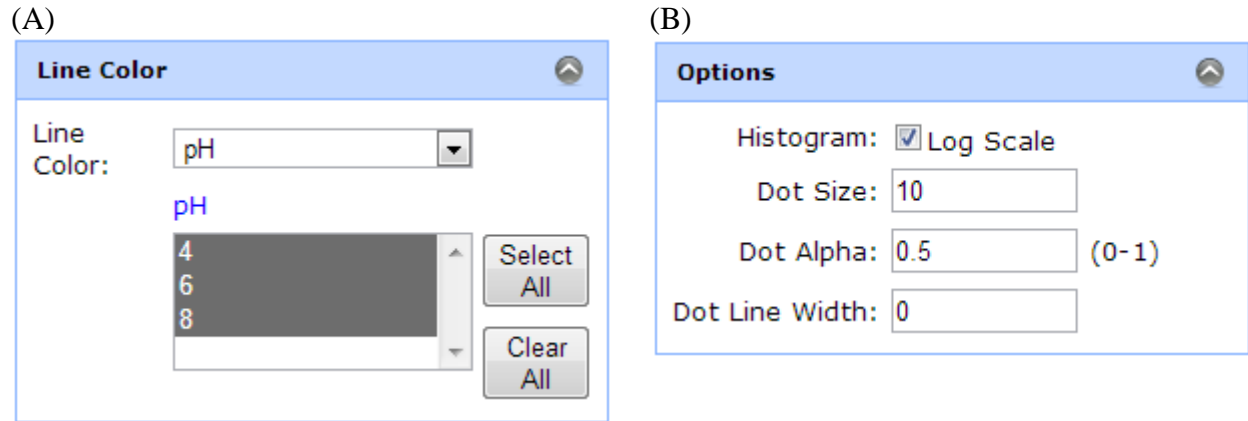 (A)
Line Color
Line
Color:
pH
pH
4
6
8
Select
All
Clear
All
(B)
Options
Histogram: Log Scale
Dot Size: 10
Dot Alpha: 0.5 (0-1)
Dot Line Width: 0